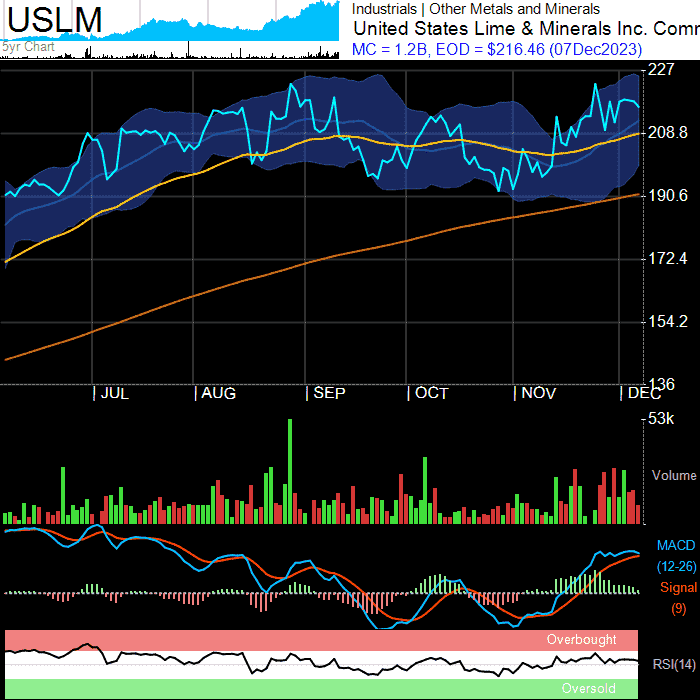 USLM
5yr Chart
Industrials | Other Metals and Minerals
United States Lime & Minerals Inc. Comr
MC = 1.2B, EOD = $216.46 (07Dec2023)
227
208.8
190.6
172.4
154.2
136
JUL AUG SEP OCT NOV DEC
53k
Volume
MACD
(12-26)
Signal
(9)
Overbought
RSI(14)
Oversold